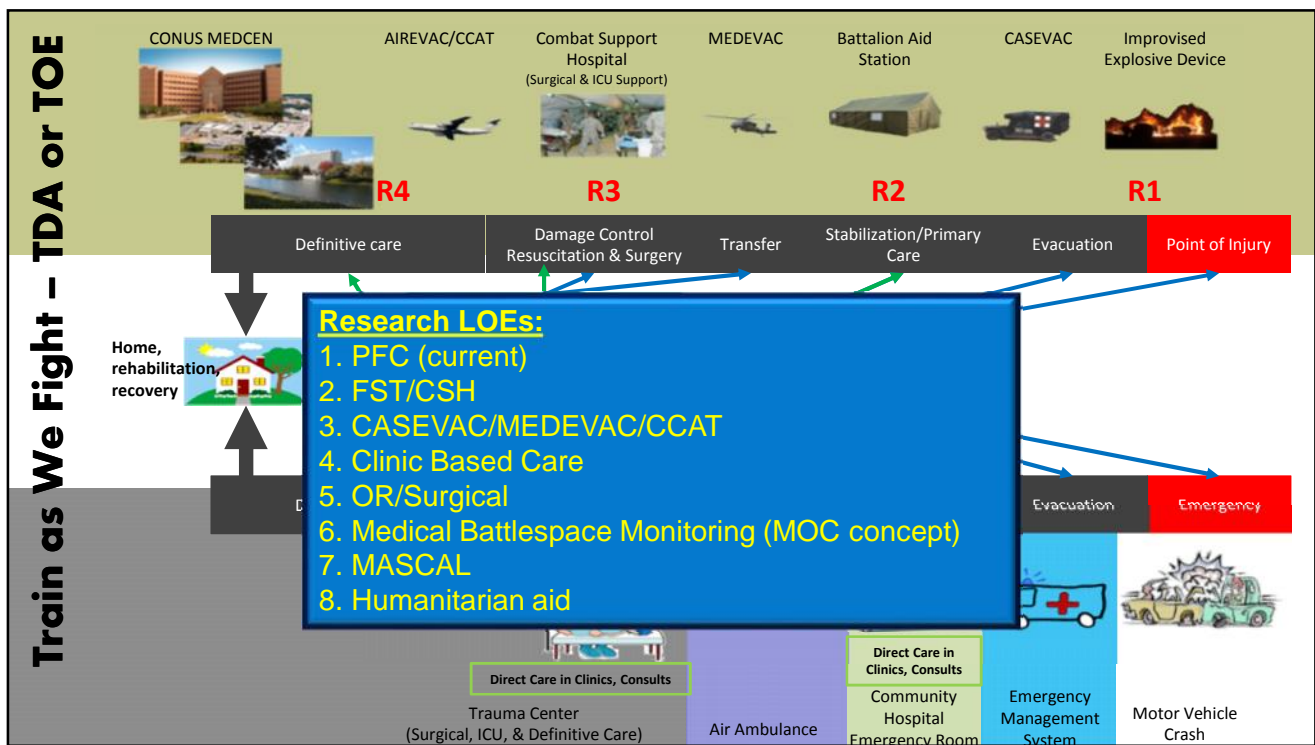 Train as We Fight – TDA or TOE
CONUS MEDCEN
AIREVAC/CCAT
Combat Support
Hospital
(Surgical & ICU Support)
MEDEVAC
Battalion Aid
Station
CASEVAC
Improvised
Explosive Device
R4
R3
R2
R1
Definitive care
Damage Control
Resuscitation & Surgery
Transfer
Stabilization/Primary
Care
Evacuation
Point of Injury
Home,
rehabilitation,
recovery
Research LOEs:
1. PFC (current)
2. FST/CSH
3. CASEVAC/MEDEVAC/CCAT
4. Clinic Based Care
5. OR/Surgical
6. Medical Battlespace Monitoring (MOC concept)
7. MASCAL
8. Humanitarian aid
Evacuation
Emergency
Direct Care in Clinics, Consults
Direct Care in
Clinics, Consults
Trauma Center
(Surgical, ICU, & Definitive Care)
Air Ambulance
Community
Hospital
Emergency Room
Emergency
Management
System
Motor Vehicle
Crash